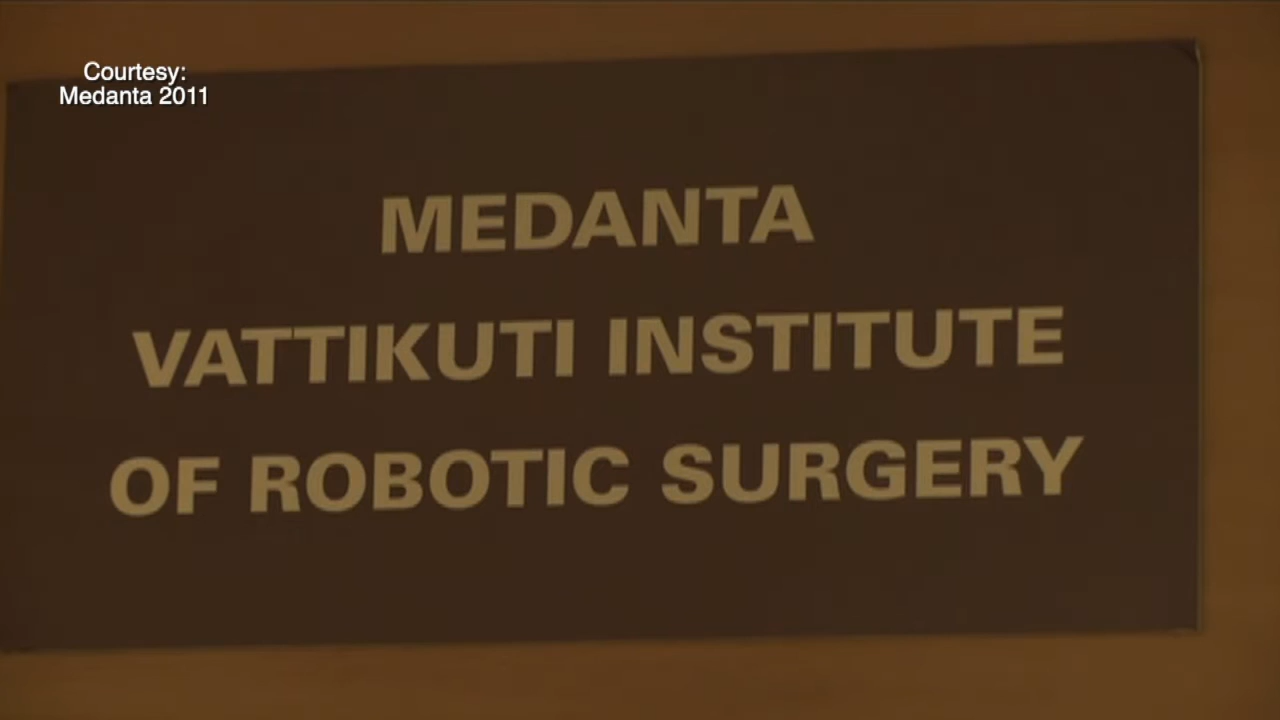 Courtesy:
Medanta 2011
MEDANTA
VATTIKUTI INSTITUTE
OF ROBOTIC SURGERY